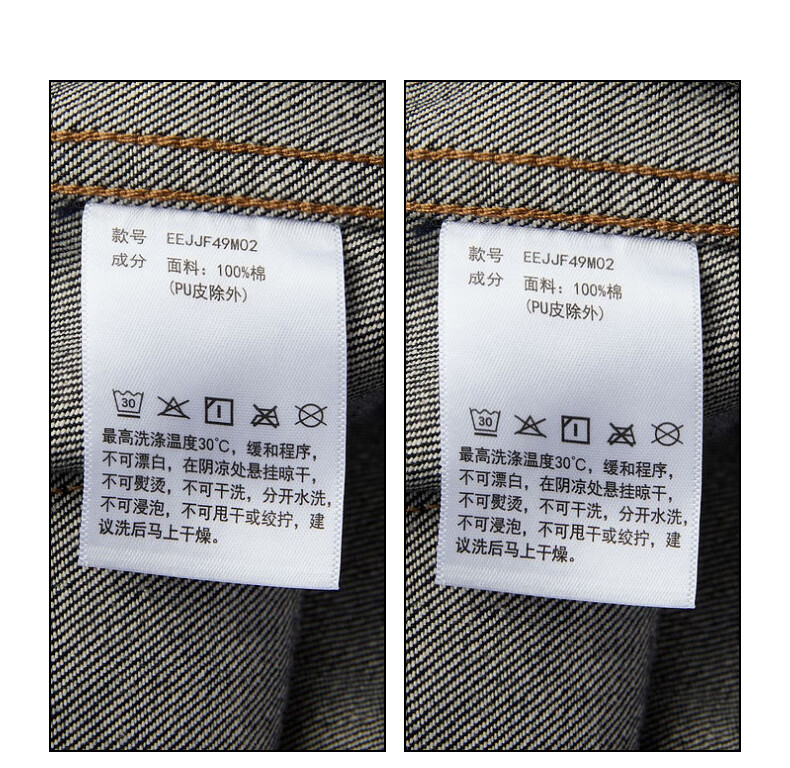 款号 EEJJF49M02
成分 面料：100%棉
(PU皮除外)
30
最高洗涤温度30℃，缓和程序，
不可漂白，在阴凉处悬挂晾干，
不可熨烫，不可干洗，分开水洗，
不可浸泡，不可甩干或绞拧，建
议洗后马上干燥。
款号 EEJJF49M02
成分 面料：100%棉
(PU皮除外)
30
最高洗涤温度30℃，缓和程序，
不可漂白，在阴凉处悬挂晾干，
不可熨烫，不可干洗，分开水洗，
不可浸泡，不可甩干或绞拧，建
议洗后马上干燥。